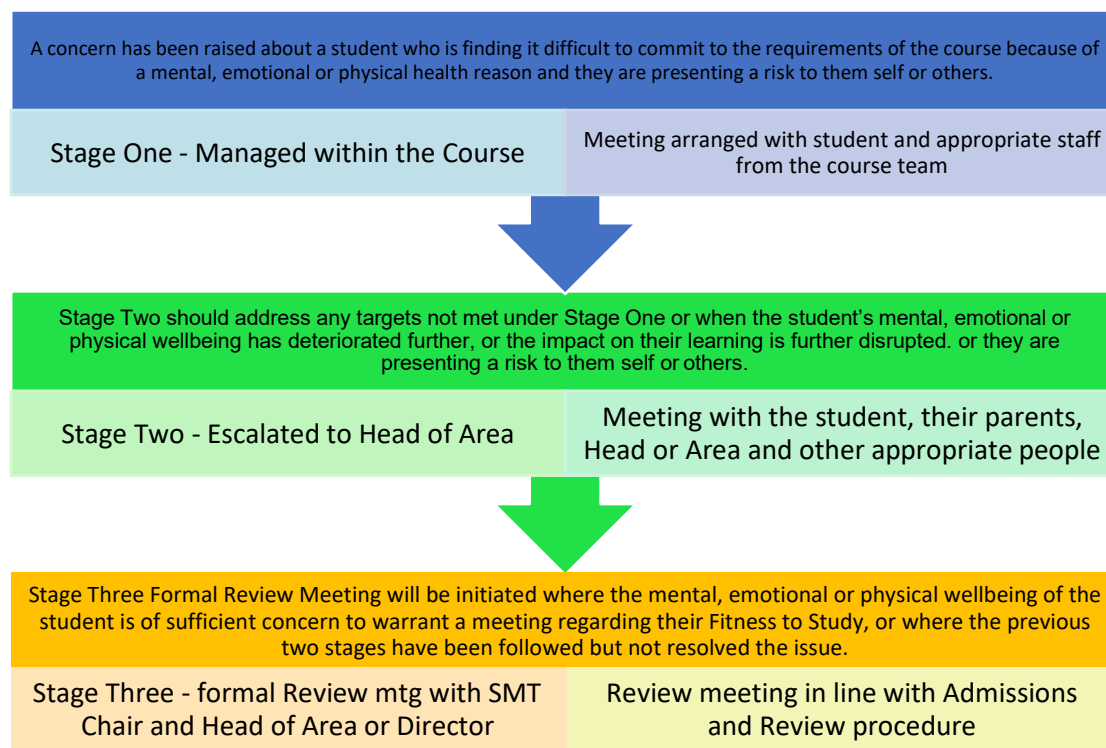 A concern has been raised about a student who is finding it difficult to commit to the requirements of the course because of
a mental, emotional or physical health reason and they are presenting a risk to them self or others.
Stage One - Managed within the Course
Meeting arranged with student and appropriate staff
from the course team
Stage Two should address any targets not met under Stage One or when the student’s mental, emotional or
physical wellbeing has deteriorated further, or the impact on their learning is further disrupted. or they are
presenting a risk to them self or others.
Stage Two - Escalated to Head of Area
Meeting with the student, their parents,
Head or Area and other appropriate people
Stage Three Formal Review Meeting will be initiated where the mental, emotional or physical wellbeing of the
student is of sufficient concern to warrant a meeting regarding their Fitness to Study, or where the previous
two stages have been followed but not resolved the issue.
Stage Three - formal Review mtg with SMT
Chair and Head of Area or Director
Review meeting in line with Admissions
and Review procedure